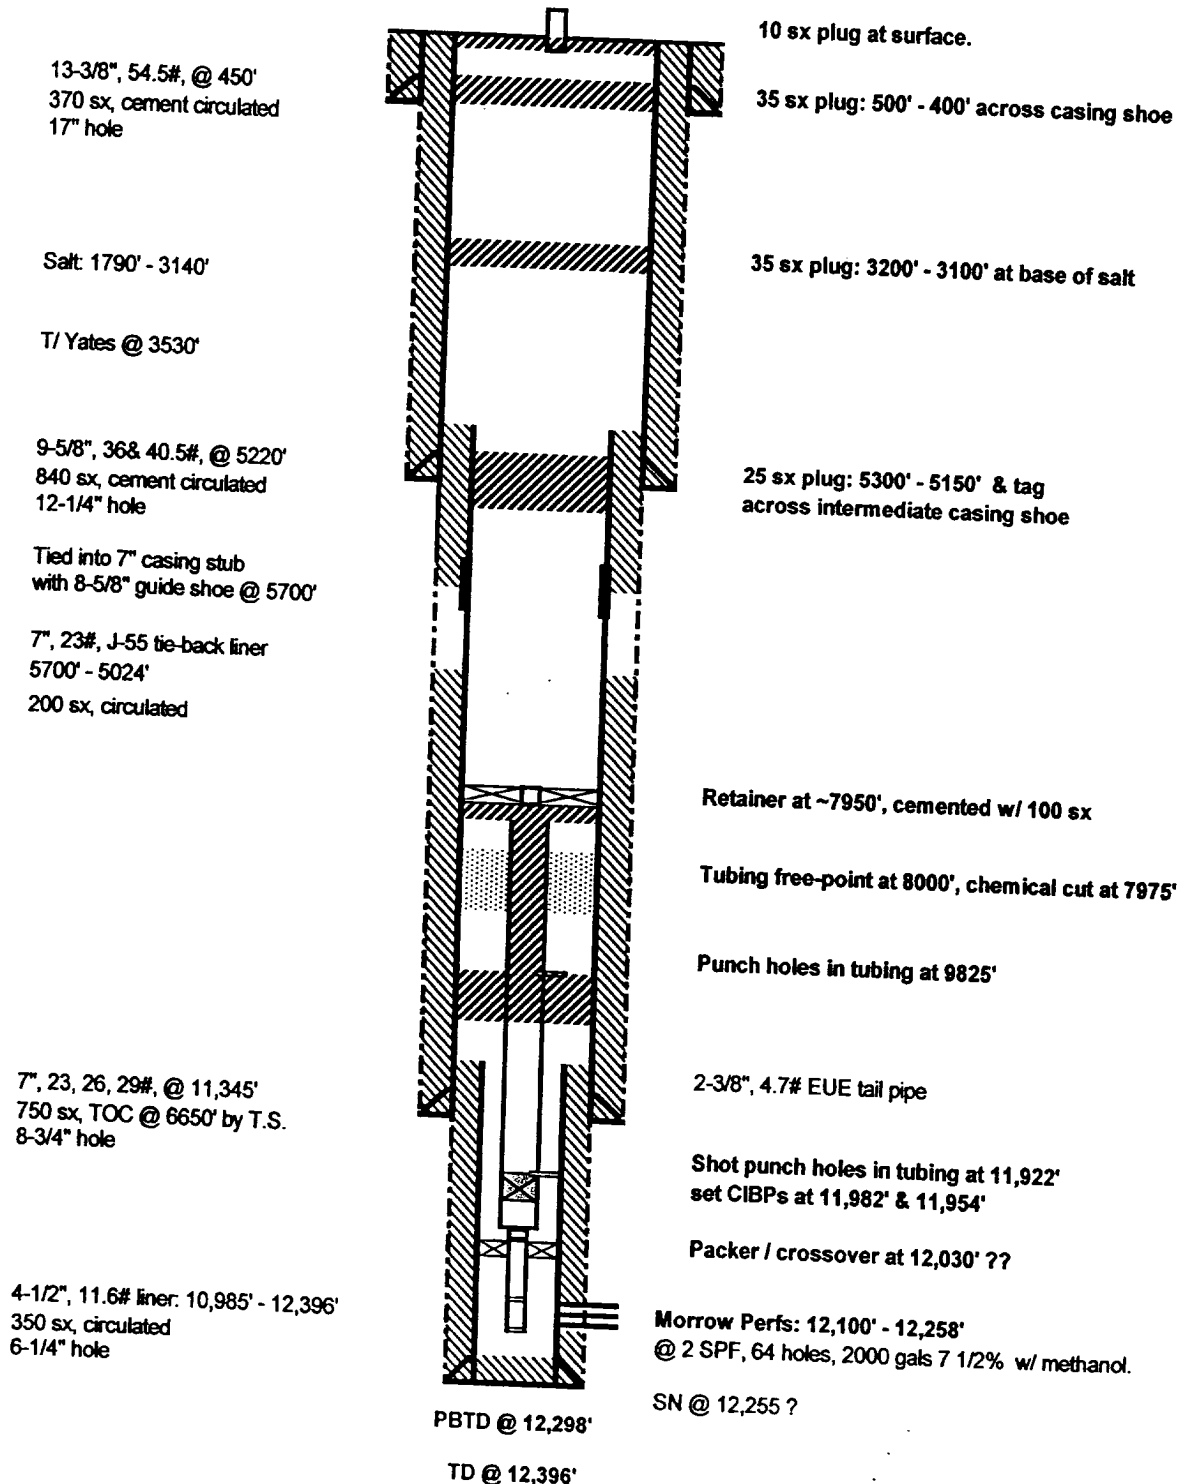 10 sx plug at surface.
13-3/8", 54.5#, @ 450'
370 sx, cement circulated
17" hole
35 sx plug: 500' - 400' across casing shoe
Salt: 1790' - 3140'
35 sx plug: 3200' - 3100' at base of salt
T/ Yates @ 3530'
9-5/8", 36& 40.5#, @ 5220'
840 sx, cement circulated
12-1/4" hole
25 sx plug: 5300' - 5150' & tag
across intermediate casing shoe
Tied into 7" casing stub
with 8-5/8" guide shoe @ 5700'
7", 23#, J-55 tie-back liner
5700' - 5024'
200 sx, circulated
Retainer at ~7950', cemented w/ 100 sx
Tubing free-point at 8000', chemical cut at 7975'
Punch holes in tubing at 9825'
7", 23, 26, 29#, @ 11,345'
750 sx, TOC @ 6650' by T.S.
8-3/4" hole
2-3/8", 4.7# EUE tail pipe
Shot punch holes in tubing at 11,922'
set CIBPs at 11,982' & 11,954'
Packer / crossover at 12,030' ??
4-1/2", 11.6# liner: 10,985' - 12,396'
350 sx, circulated
6-1/4" hole
Morrow Perfs: 12,100' - 12,258'
@ 2 SPF, 64 holes, 2000 gals 7 1/2% w/ methanol.
SN @ 12,255 ?
PBTD @ 12,298'
TD @ 12,396'